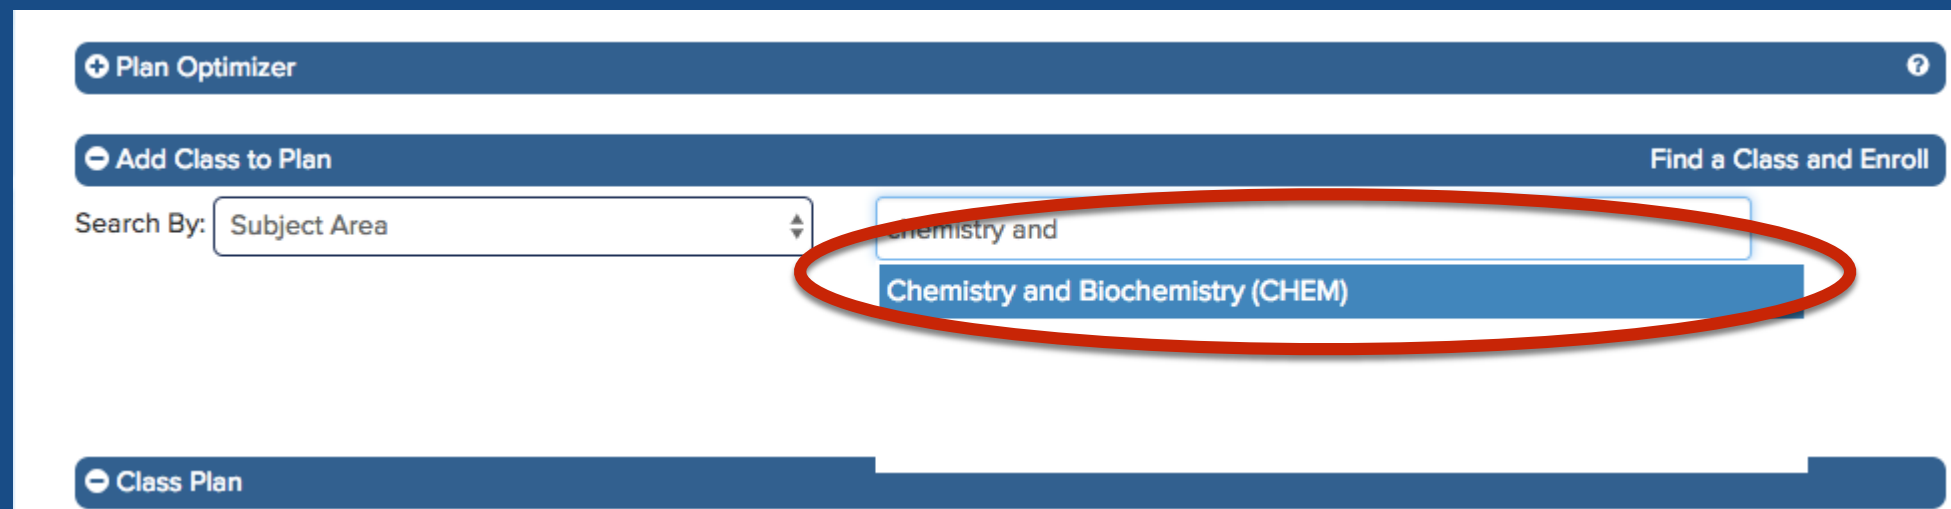 Plan Optimizer
Add Class to Plan Find a Class and Enroll
Search By: Subject Area chemistry and
Chemistry and Biochemistry (CHEM)
Class Plan